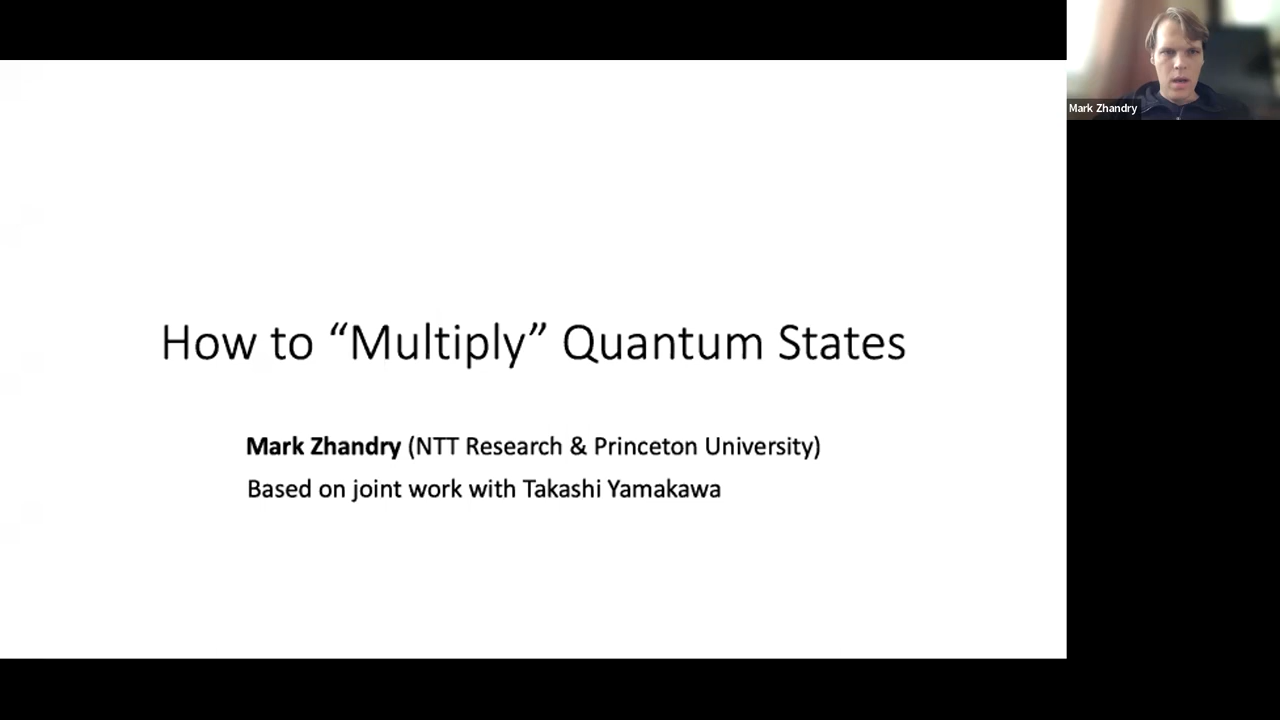 Mark Zhandry
How to “Multiply” Quantum States
Mark Zhandry (NTT Research & Princeton University)
Based on joint work with Takashi Yamakawa